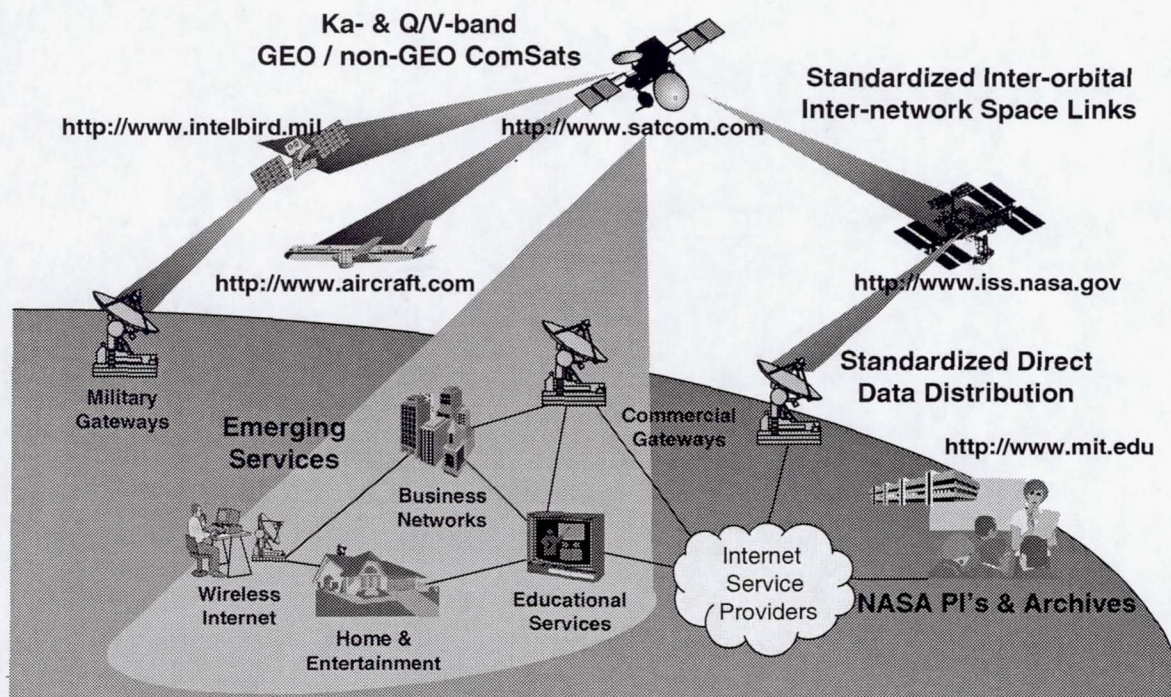 Ka- & Q/V-band
GEO / non-GEO ComSats
Standardized Inter-orbital
Inter-network Space Links
http://www.intelbird.mil
http://www.satcom.com
http://www.aircraft.com
http://www.iss.nasa.gov
Standardized Direct
Data Distribution
Military
Gateways
Emerging
Services
Commercial
Gateways
http://www.mit.edu
Business
Networks
Wireless
Internet
Home &
Entertainment
Educational
Services
Internet
Service
Providers
NASA PI's & Archives